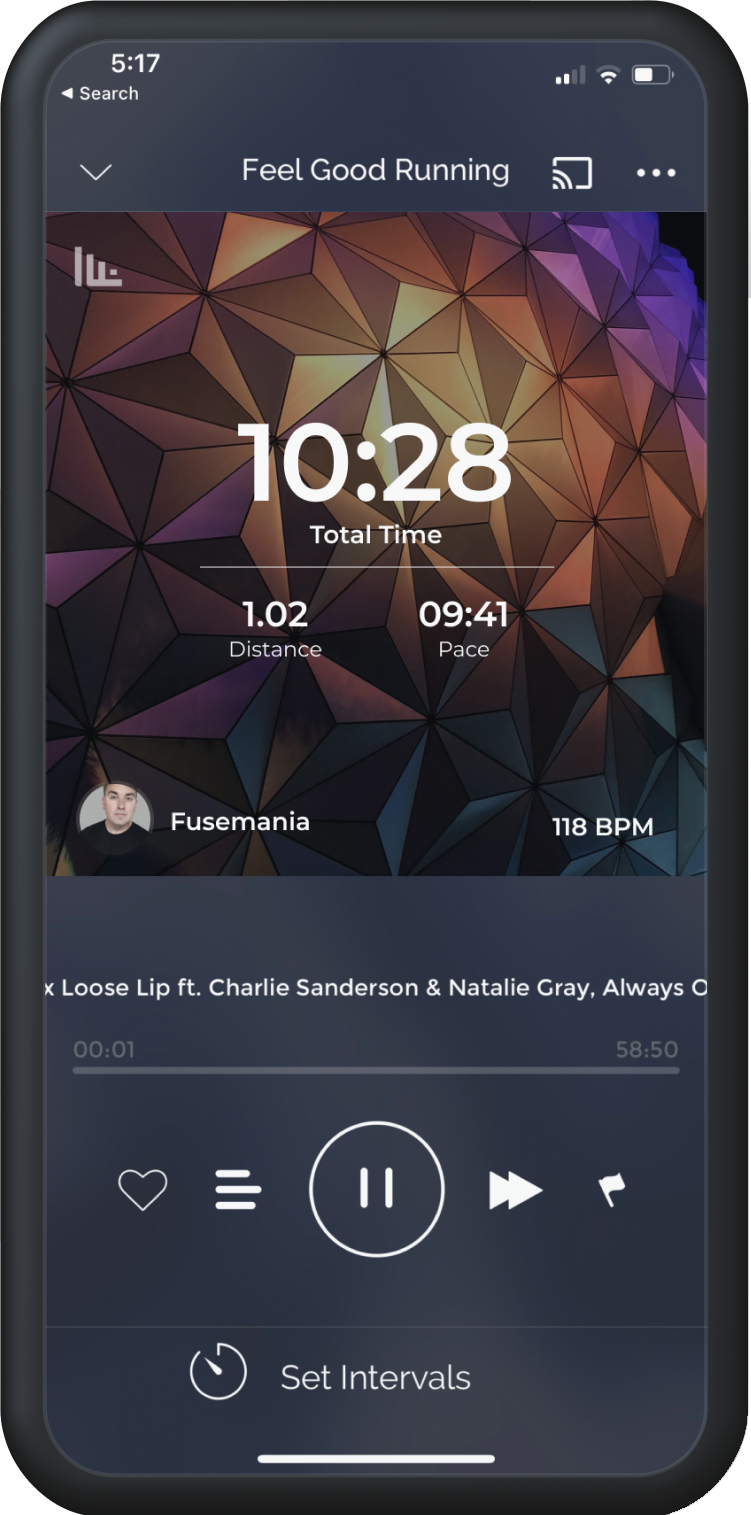 5:17
Search
Feel Good Running
10:28
Total Time
1.02 09:41
Distance Pace
Fusemania 118 BPM
x Loose Lip ft. Charlie Sanderson & Natalie Gray, Always O
00:01 58:50
Set Intervals